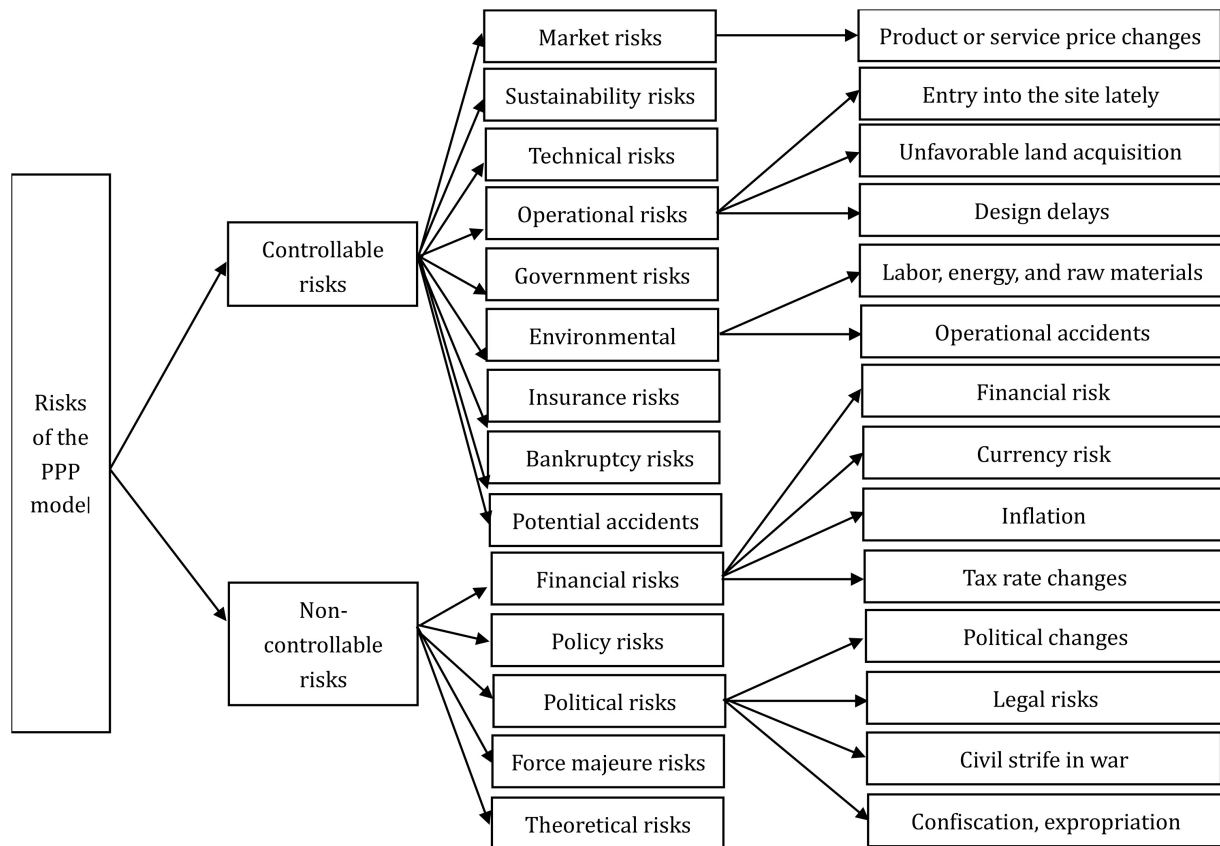 Risks
of the
PPP
model
Controllable
risks
Non-
controllable
risks
Market risks
Sustainability risks
Technical risks
Operational risks
Government risks
Environmental
Insurance risks
Bankruptcy risks
Potential accidents
Financial risks
Policy risks
Political risks
Force majeure risks
Theoretical risks
Product or service price changes
Entry into the site lately
Unfavorable land acquisition
Design delays
Labor, energy, and raw materials
Operational accidents
Financial risk
Currency risk
Inflation
Tax rate changes
Political changes
Legal risks
Civil strife in war
Confiscation, expropriation